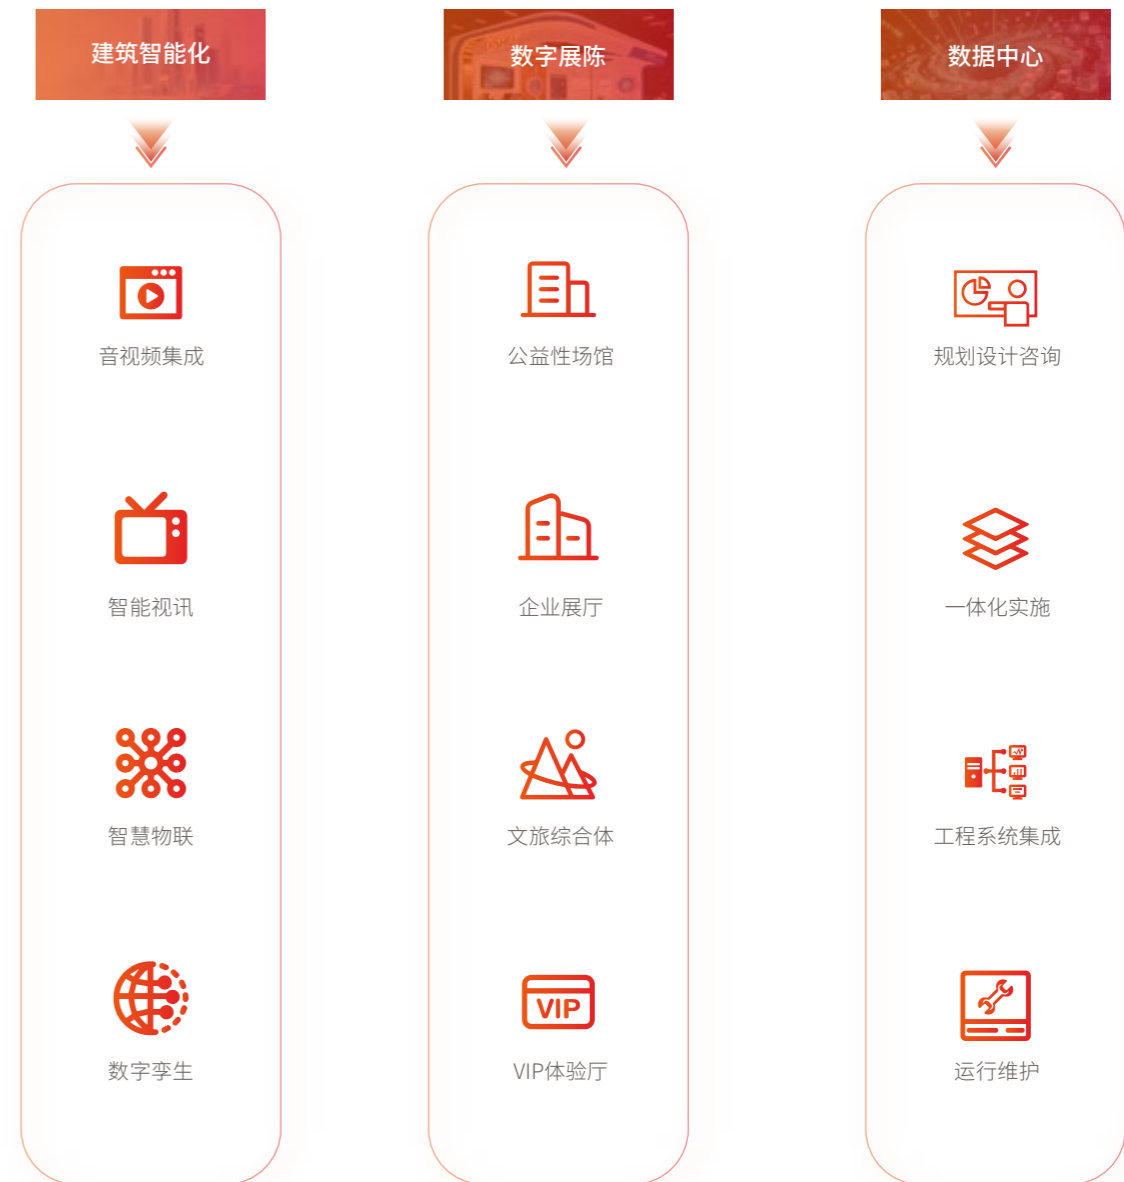 建筑智能化
音视频集成
智能视讯
智慧物联
数字孪生
数字展陈
公益性场馆
企业展厅
文旅综合体
VIP
VIP体验厅
数据中心
规划设计咨询
一体化实施
工程系统集成
运行维护